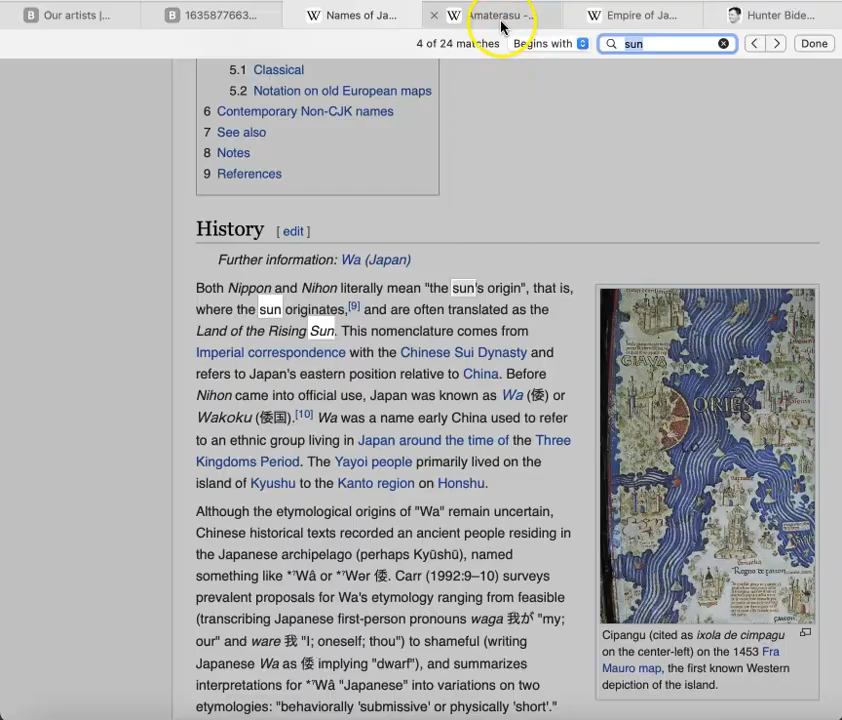 Our artists |...
1635877663...
Names of Ja...
Amaterasu -...
Empire of Ja...
Hunter Bide...
4 of 24 matches
Begins with
sun
Done
5.1 Classical
5.2 Notation on old European maps
6 Contemporary Non-CJK names
7 See also
8 Notes
9 References
History [ edit ]
Further information: Wa (Japan)
Both Nippon and Nihon literally mean "the sun's origin", that is,
where the sun originates,[9] and are often translated as the
Land of the Rising Sun. This nomenclature comes from
Imperial correspondence with the Chinese Sui Dynasty and
refers to Japan's eastern position relative to China. Before
Nihon came into official use, Japan was known as Wa (倭) or
Wakoku (倭国).[10] Wa was a name early China used to refer
to an ethnic group living in Japan around the time of the Three
Kingdoms Period. The Yayoi people primarily lived on the
island of Kyushu to the Kanto region on Honshu.
Although the etymological origins of "Wa" remain uncertain,
Chinese historical texts recorded an ancient people residing in
the Japanese archipelago (perhaps Kyūshū), named
something like *ˀWâ or *ˀWər 倭. Carr (1992:9–10) surveys
prevalent proposals for Wa's etymology ranging from feasible
(transcribing Japanese first-person pronouns waga 我が "my;
our" and ware 我 "I; oneself; thou") to shameful (writing
Japanese Wa as 倭 implying "dwarf"), and summarizes
interpretations for *ˀWâ "Japanese" into variations on two
etymologies: "behaviorally 'submissive' or physically 'short'."
GIAVA
ORIES
Cipangu (cited as ixola de cimpagu
on the center-left) on the 1453 Fra
Mauro map, the first known Western
depiction of the island.